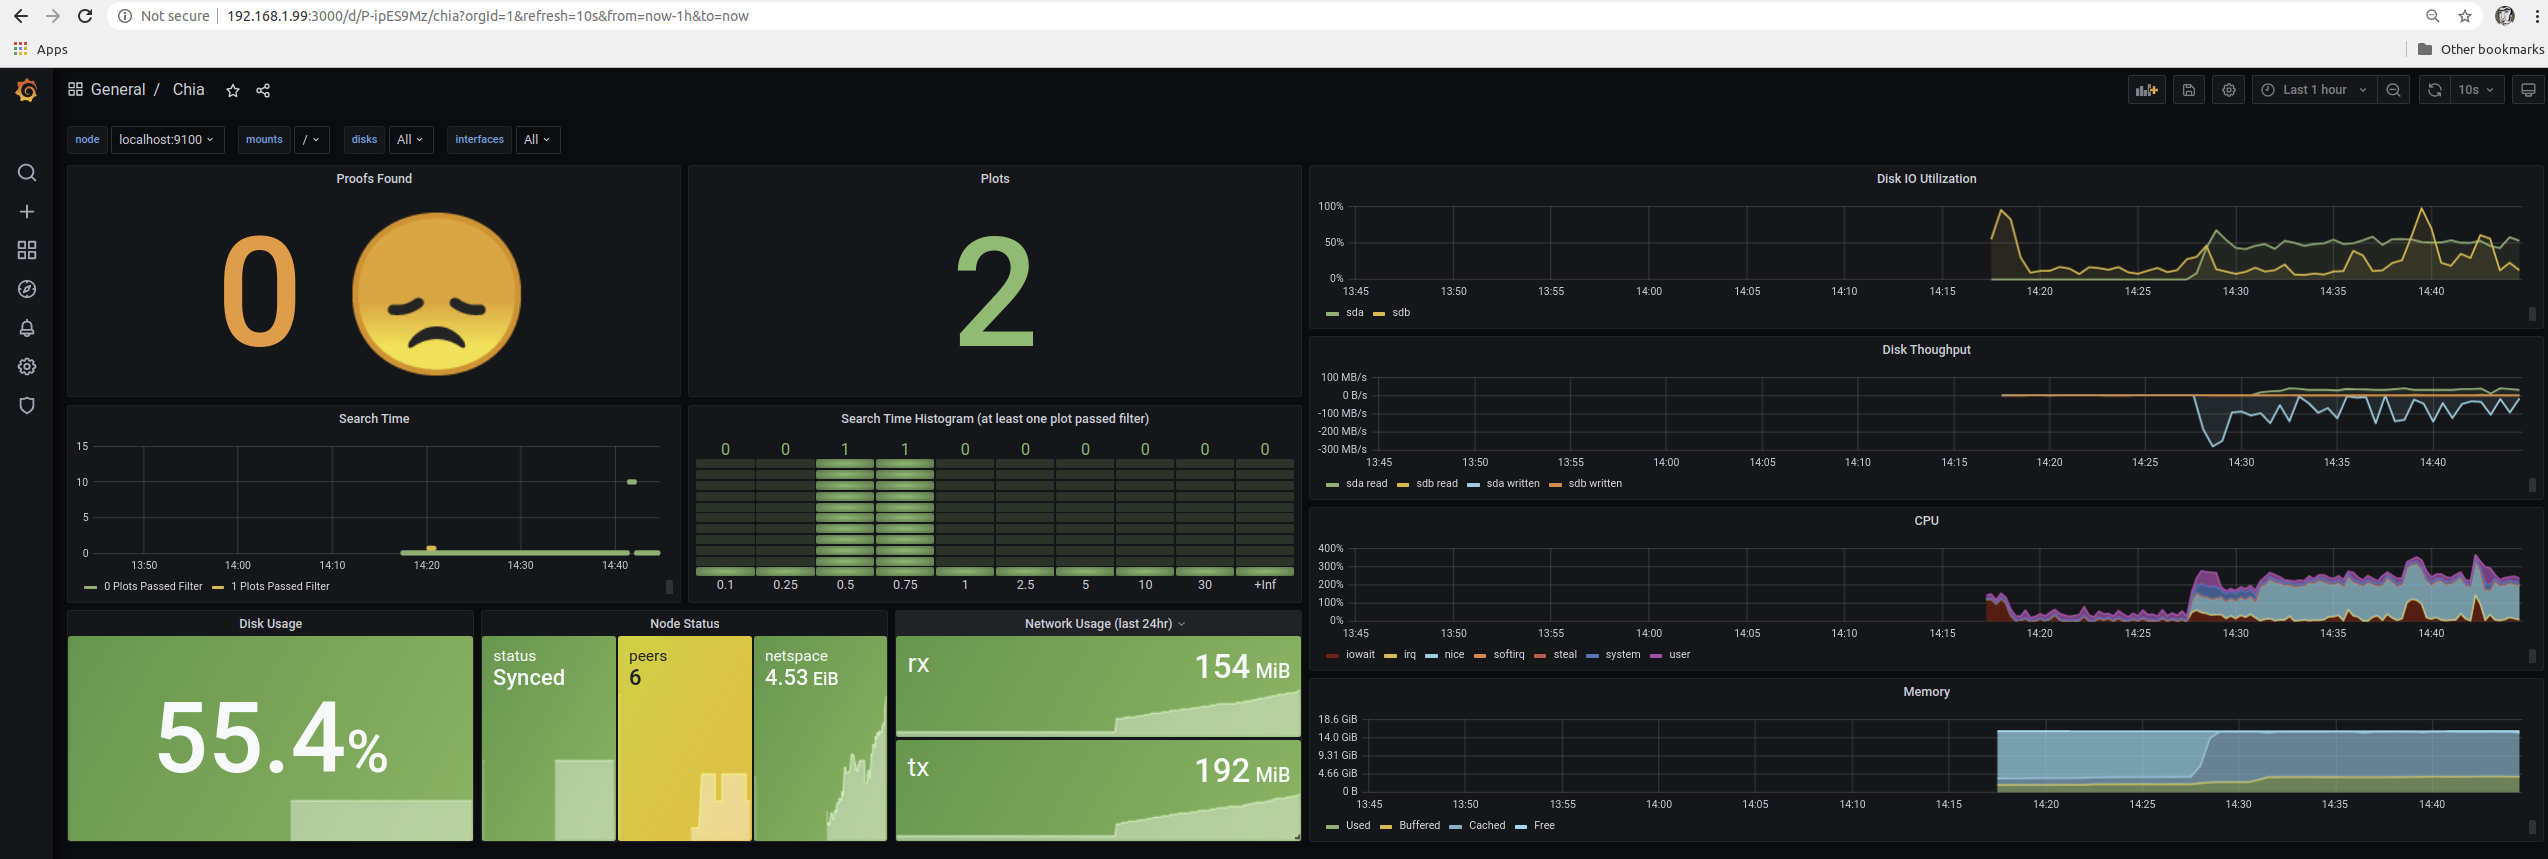 Not secure 192.168.1.99:3000/d/P-ipES9Mz/chia?orgId=1&refresh=10s&from=now-1h&to=now
Apps
Other bookmarks
General / Chia
Last 1 hour
10s
node localhost:9100 mounts / disks All interfaces All
Proofs Found
0
Plots
2
Search Time
15
10
5
0
13:50 14:00 14:10 14:20 14:30 14:40
0 Plots Passed Filter 1 Plots Passed Filter
Search Time Histogram (at least one plot passed filter)
0 0 1 1 0 0 0 0 0 0
0.1 0.25 0.5 0.75 1 2.5 5 10 30 +Inf
Disk Usage
55.4%
Node Status
status
Synced
peers
6
netspace
4.53 EiB
Network Usage (last 24hr)
rx 154 MiB
tx 192 MiB
Disk IO Utilization
100%
50%
0%
13:45 13:50 13:55 14:00 14:05 14:10 14:15 14:20 14:25 14:30 14:35 14:40
sda sdb
Disk Thoughput
100 MB/s
0 B/s
-100 MB/s
-200 MB/s
-300 MB/s
13:45 13:50 13:55 14:00 14:05 14:10 14:15 14:20 14:25 14:30 14:35 14:40
sda read sdb read sda written sdb written
CPU
400%
300%
200%
100%
0%
13:45 13:50 13:55 14:00 14:05 14:10 14:15 14:20 14:25 14:30 14:35 14:40
iowait irq nice softirq steal system user
Memory
18.6 GiB
14.0 GiB
9.31 GiB
4.66 GiB
0 B
13:45 13:50 13:55 14:00 14:05 14:10 14:15 14:20 14:25 14:30 14:35 14:40
Used Buffered Cached Free